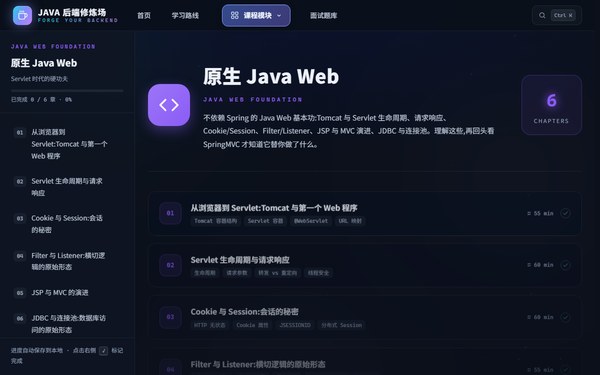 JAVA 后端修炼场
FORGE YOUR BACKEND
首页
学习路线
课程模块
面试题库
Ctrl K
JAVA WEB FOUNDATION
原生 Java Web
Servlet 时代的硬功夫
已完成 0 / 6 章 · 0%
01 从浏览器到
Servlet:Tomcat 与第一个
Web 程序
02 Servlet 生命周期与请求
响应
03 Cookie 与 Session:会话
的秘密
04 Filter 与 Listener:横切逻
辑的原始形态
05 JSP 与 MVC 的演进
06 JDBC 与连接池:数据库访
问的原始形态
进度自动保存到本地 · 点击右侧 ✓ 标记
完成
原生 Java Web
JAVA WEB FOUNDATION
不依赖 Spring 的 Java Web 基本功:Tomcat 与 Servlet 生命周期、请求响应、
Cookie/Session、Filter/Listener、JSP 与 MVC 演进、JDBC 与连接池。理解这些,再回头看
SpringMVC 才知道它替你做了什么。
6
CHAPTERS
01 从浏览器到 Servlet:Tomcat 与第一个 Web 程序 55 min
Tomcat 容器结构 Servlet 容器 @WebServlet URL 映射
02 Servlet 生命周期与请求响应 60 min
生命周期 请求参数 转发 vs 重定向 线程安全
03 Cookie 与 Session:会话的秘密 60 min
HTTP 无状态 Cookie 属性 JSESSIONID 分布式 Session
04 Filter 与 Listener:横切逻辑的原始形态 55 min